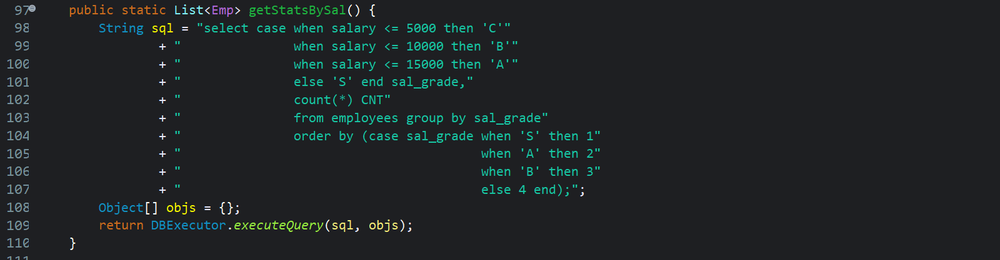 97 public static List<Emp> getStatsBySal() {
98 String sql = "select case when salary <= 5000 then 'C'"
99 + " when salary <= 10000 then 'B'"
100 + " when salary <= 15000 then 'A'"
101 + " else 'S' end sal_grade,"
102 + " count(*) CNT"
103 + " from employees group by sal_grade"
104 + " order by (case sal_grade when 'S' then 1"
105 + " when 'A' then 2"
106 + " when 'B' then 3"
107 + " else 4 end);";
108 Object[] objs = {};
109 return DBExecutor.executeQuery(sql, objs);
110 }